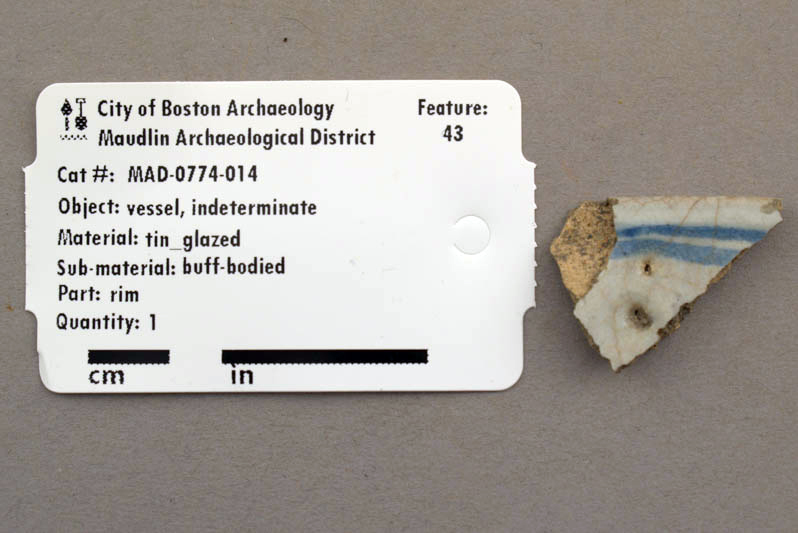 City of Boston Archaeology
Maudlin Archaeological District
Feature:
43
Cat #: MAD-0774-014
Object: vessel, indeterminate
Material: tin_glazed
Sub-material: buff-bodied
Part: rim
Quantity: 1
cm in